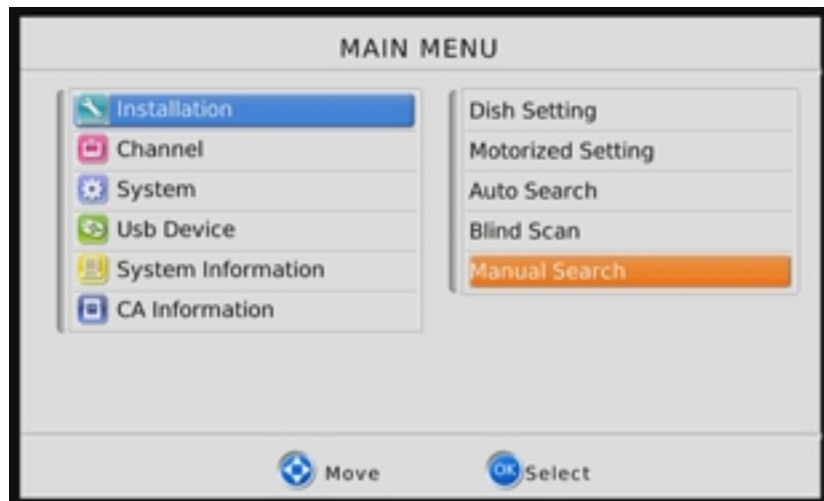 MAIN MENU
Installation
Channel
System
Usb Device
System Information
CA Information
Dish Setting
Motorized Setting
Auto Search
Blind Scan
Manual Search
Move
OK Select